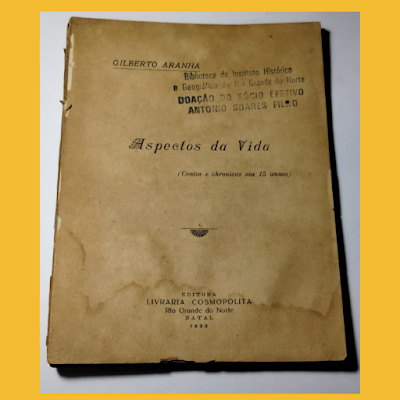 GILBERTO ARANHA
Biblioteca do Instituto Histórico
e Geográfico do Rio Grande do Norte
DOAÇÃO DO SÓCIO EFETIVO
ANTONIO SOARES FILHO
Aspectos da Vida
(Contos e chronicas aos 15 annos)
EDITORA
LIVRARIA COSMOPOLITA
Rio Grande do Norte
NATAL